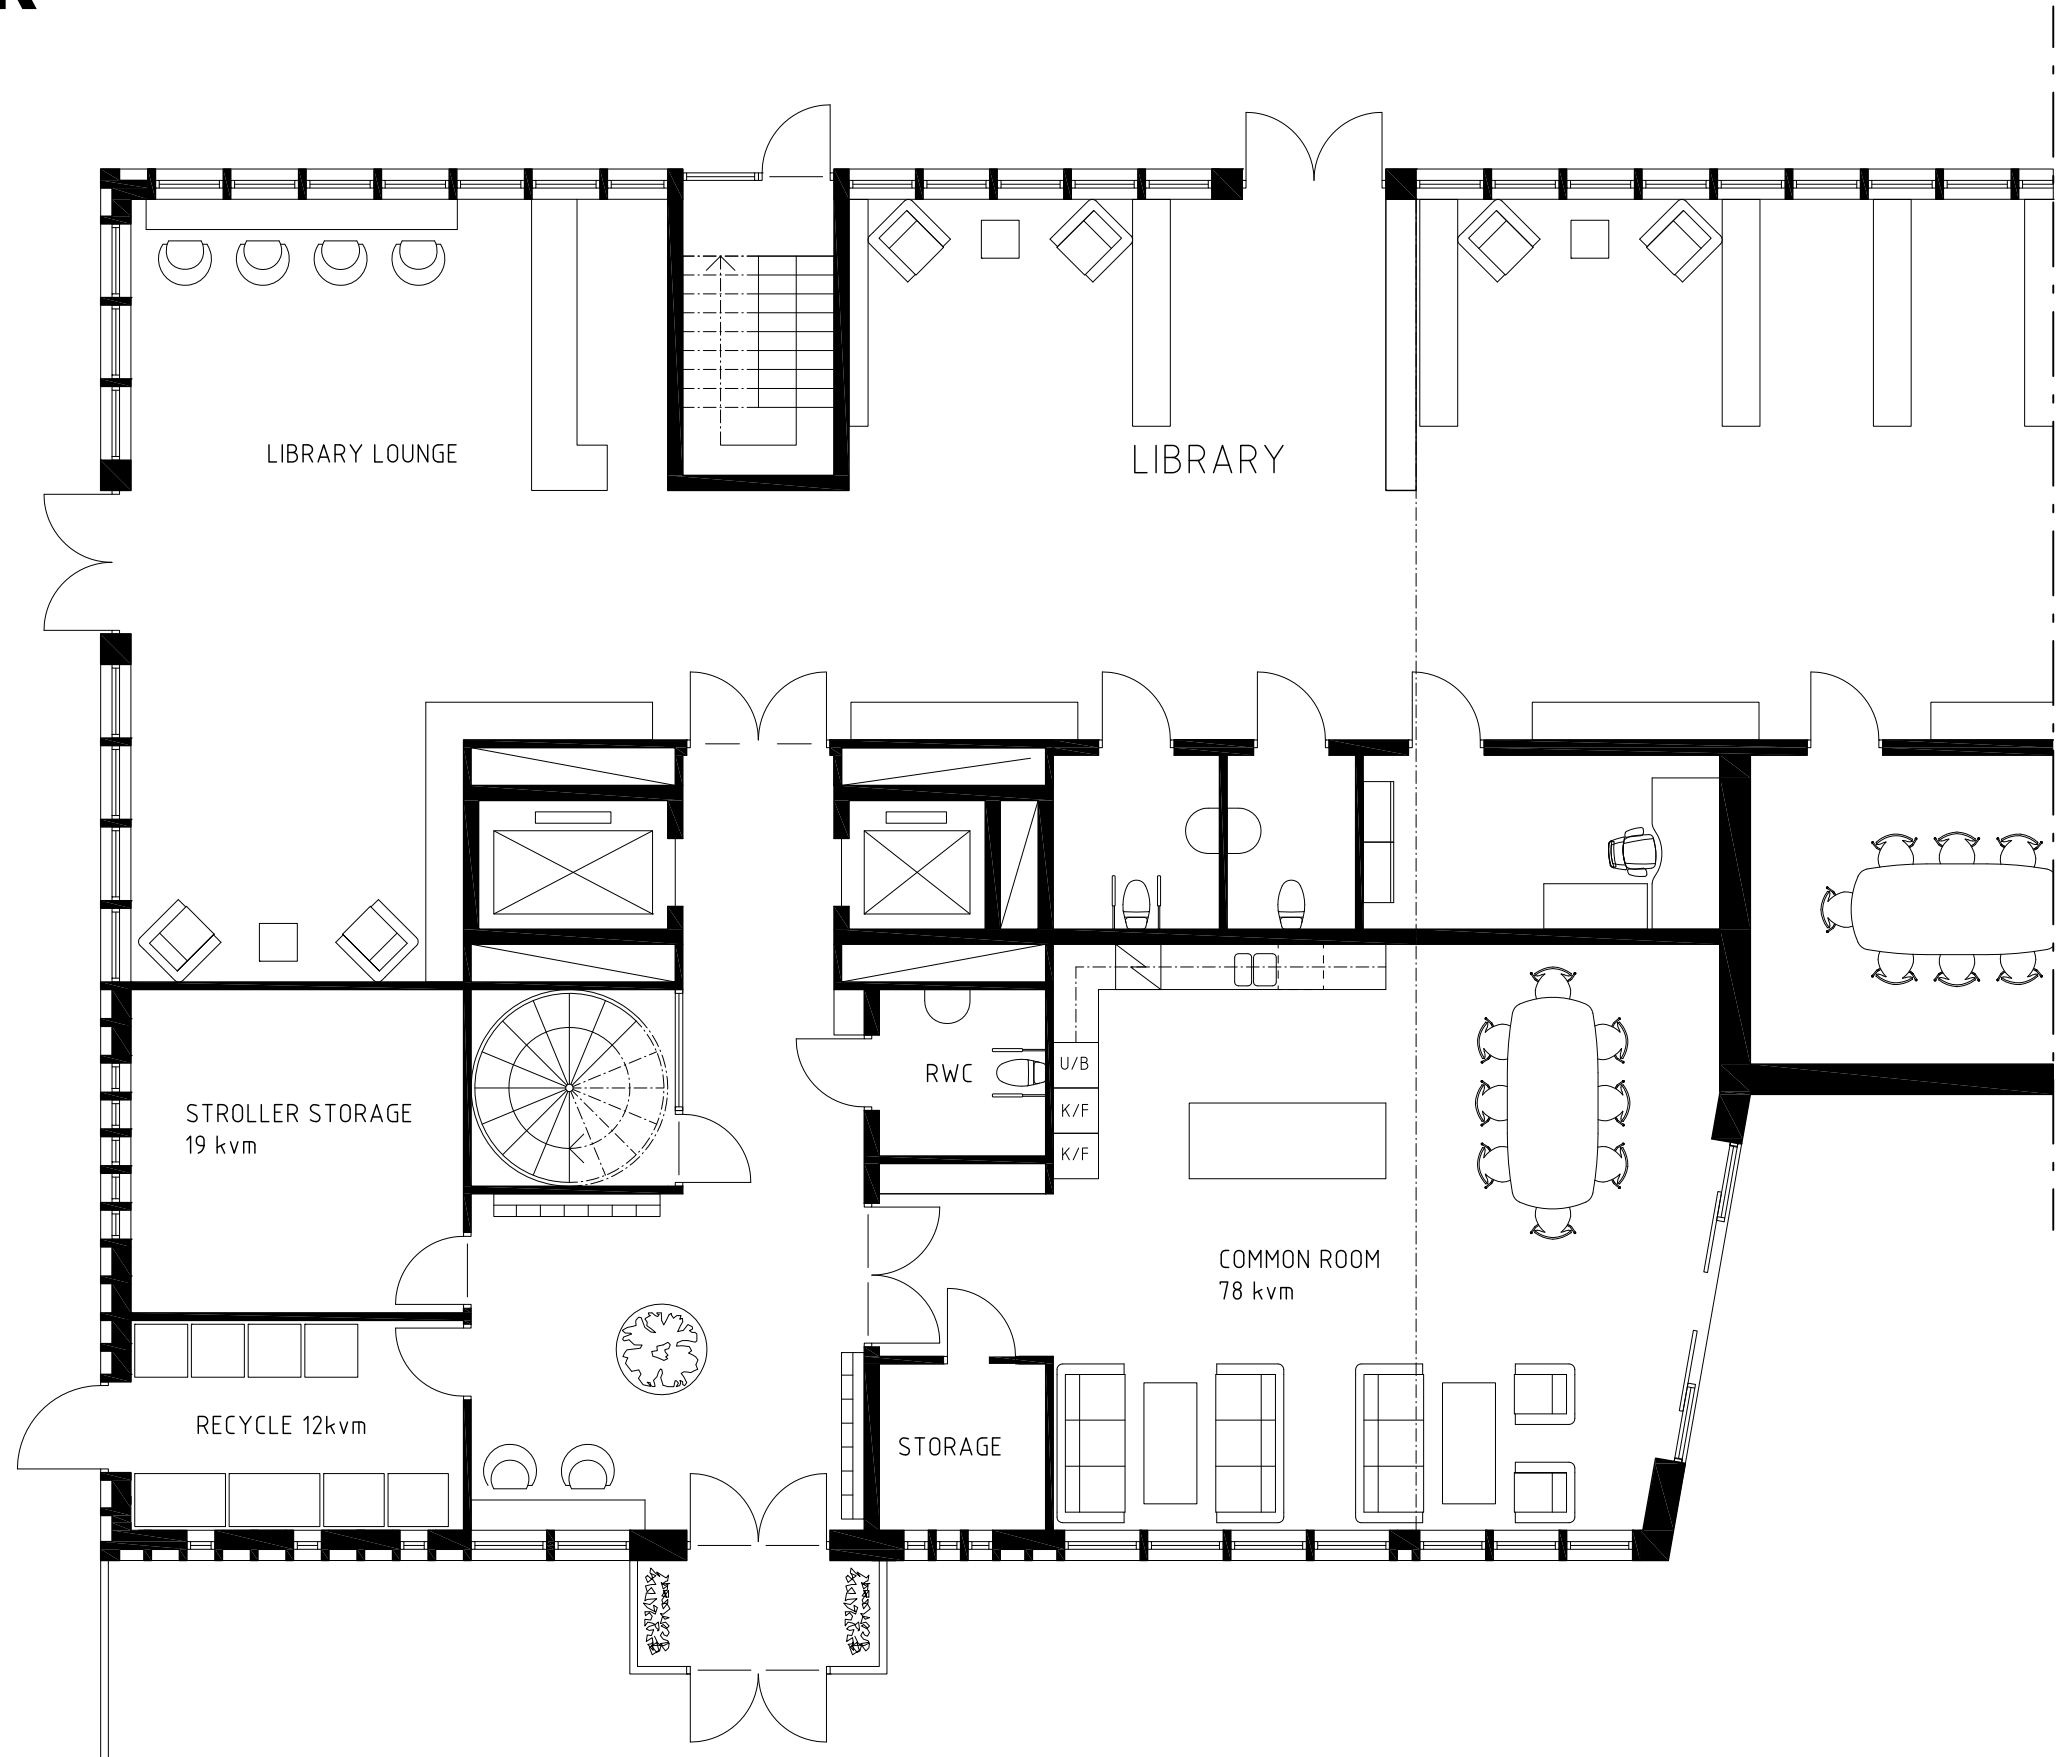 LIBRARY LOUNGE
LIBRARY
RWC
U/B
K/F
K/F
STROLLER STORAGE
19 kvm
COMMON ROOM
78 kvm
RECYCLE 12kvm
STORAGE